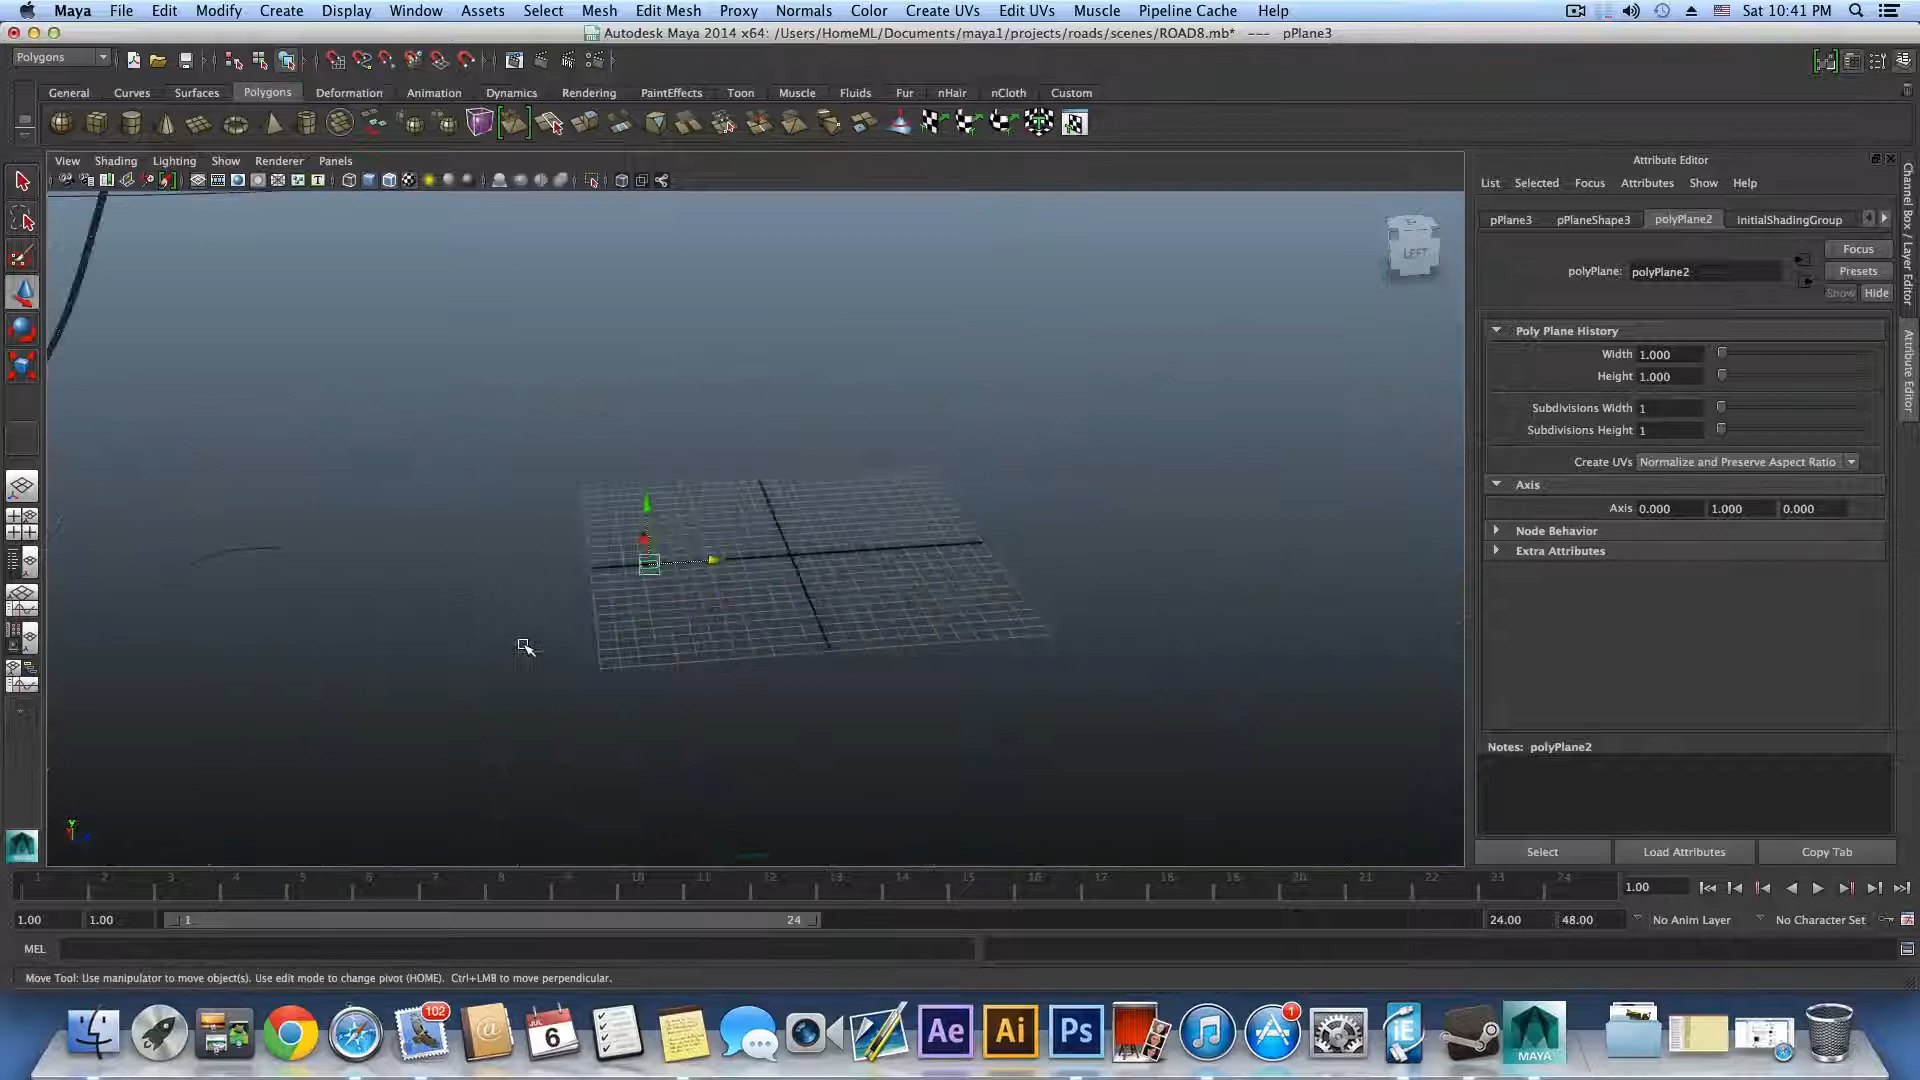 Maya File Edit Modify Create Display Window Assets Select Mesh Edit Mesh Proxy Normals Color Create UVs Edit UVs Muscle Pipeline Cache Help Sat 10:41 PM
Autodesk Maya 2014 x64: /Users/HomeML/Documents/maya1/projects/roads/scenes/ROAD8.mb* --- pPlane3
Polygons
General Curves Surfaces Polygons Deformation Animation Dynamics Rendering PaintEffects Toon Muscle Fluids Fur nHair nCloth Custom
View Shading Lighting Show Renderer Panels
Attribute Editor
List Selected Focus Attributes Show Help
pPlane3 pPlaneShape3 polyPlane2 initialShadingGroup
LEFT
Focus
polyPlane: polyPlane2 Presets
Show Hide
Poly Plane History
Width 1.000
Height 1.000
Subdivisions Width 1
Subdivisions Height 1
Create UVs Normalize and Preserve Aspect Ratio
Axis
Axis 0.000 1.000 0.000
Node Behavior
Extra Attributes
Notes: polyPlane2
Select Load Attributes Copy Tab
Channel Box / Layer Editor
Attribute Editor
1 2 3 4 5 6 7 8 9 10 11 12 13 14 15 16 17 18 19 20 21 22 23 24 1.00
1.00 1.00 1 24 24.00 48.00 No Anim Layer No Character Set
MEL
Move Tool: Use manipulator to move object(s). Use edit mode to change pivot (HOME). Ctrl+LMB to move perpendicular.
102 JUL 6 Ae Ai Ps 1 iE MAYA